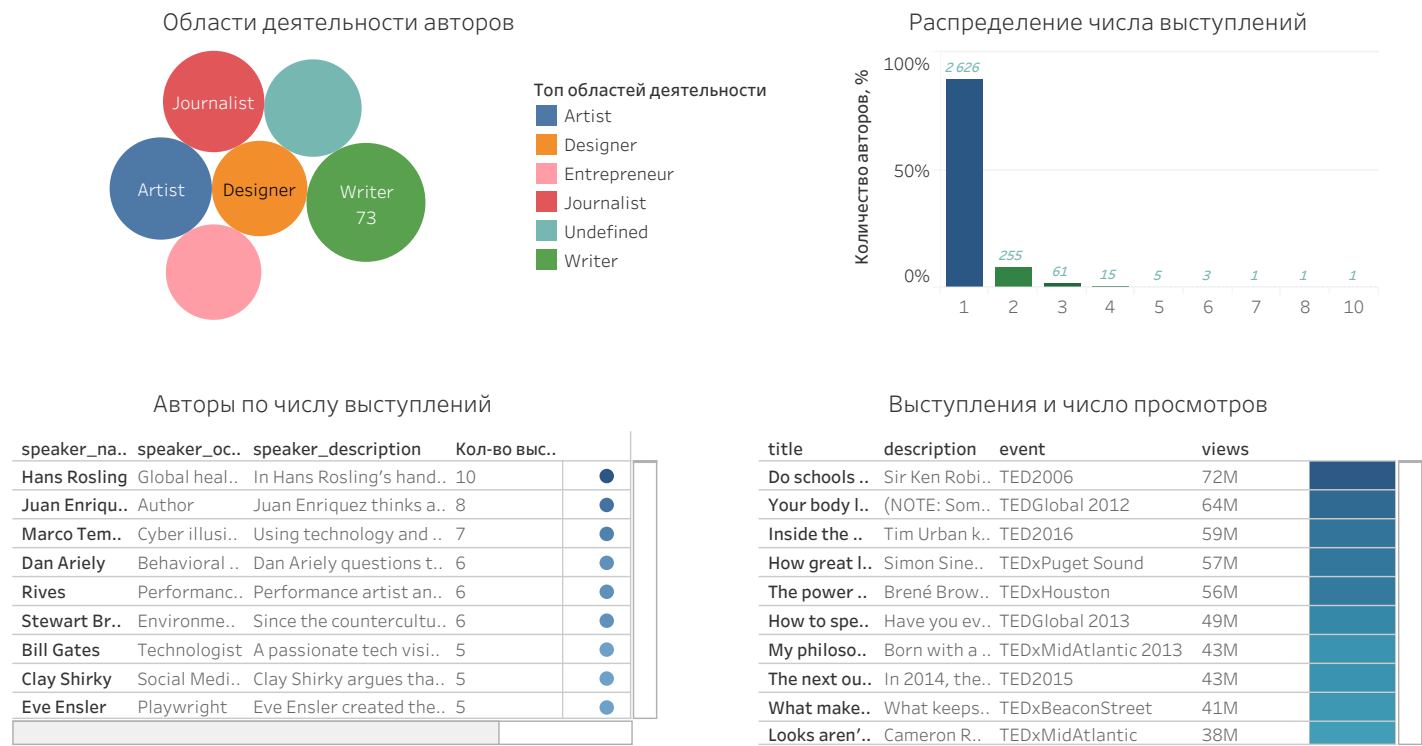 Области деятельности авторов
Journalist
Artist
Designer
Writer
73
Топ областей деятельности
Artist
Designer
Entrepreneur
Journalist
Undefined
Writer
Распределение числа выступлений
Количество авторов, %
100%
50%
0%
2 626
255
61
15
5
3
1
1
1
1
2
3
4
5
6
7
8
10
Авторы по числу выступлений
speaker_na.. speaker_oc.. speaker_description Кол-во выс..
Hans Rosling Global heal.. In Hans Rosling's hand.. 10
Juan Enriqu.. Author Juan Enriquez thinks a.. 8
Marco Tem.. Cyber illusi.. Using technology and .. 7
Dan Ariely Behavioral .. Dan Ariely questions t.. 6
Rives Performanc.. Performance artist an.. 6
Stewart Br.. Environme.. Since the countercultu.. 6
Bill Gates Technologist A passionate tech visi.. 5
Clay Shirky Social Medi.. Clay Shirky argues tha.. 5
Eve Ensler Playwright Eve Ensler created the.. 5
Выступления и число просмотров
title description event views
Do schools .. Sir Ken Robi.. TED2006 72M
Your body l.. (NOTE: Som.. TEDGlobal 2012 64M
Inside the .. Tim Urban k.. TED2016 59M
How great l.. Simon Sine.. TEDxPuget Sound 57M
The power .. Brené Brow.. TEDxHouston 56M
How to spe.. Have you ev.. TEDGlobal 2013 49M
My philoso.. Born with a .. TEDxMidAtlantic 2013 43M
The next ou.. In 2014, the.. TED2015 43M
What make.. What keeps.. TEDxBeaconStreet 41M
Looks aren'.. Cameron R.. TEDxMidAtlantic 38M